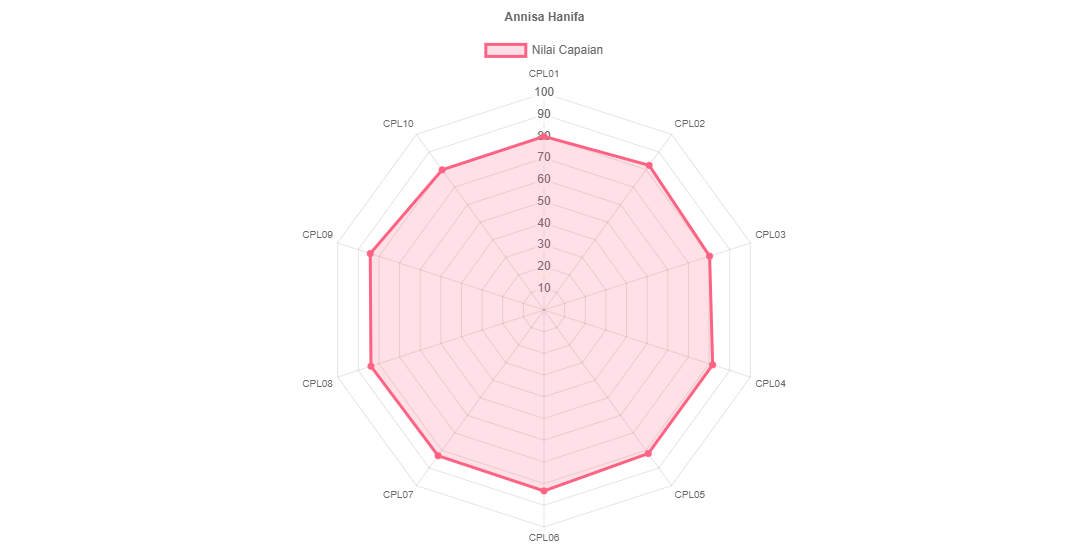 Annisa Hanifa
Nilai Capaian
CPL01
100
CPL10
CPL02
90
80
70
60
50
40
CPL09
CPL03
30
20
10
CPL08
CPL04
CPL07
CPL05
CPL06